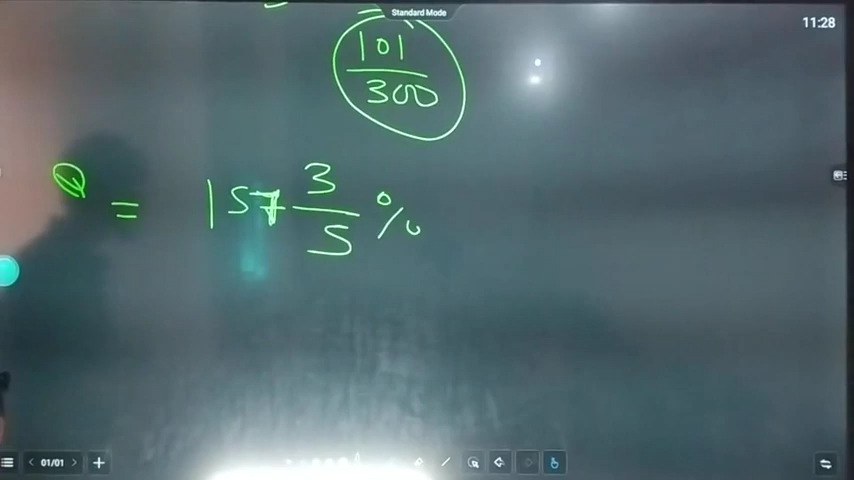 Standard Mode
11:28
101
300
Q = 157 3/5 %
01/01